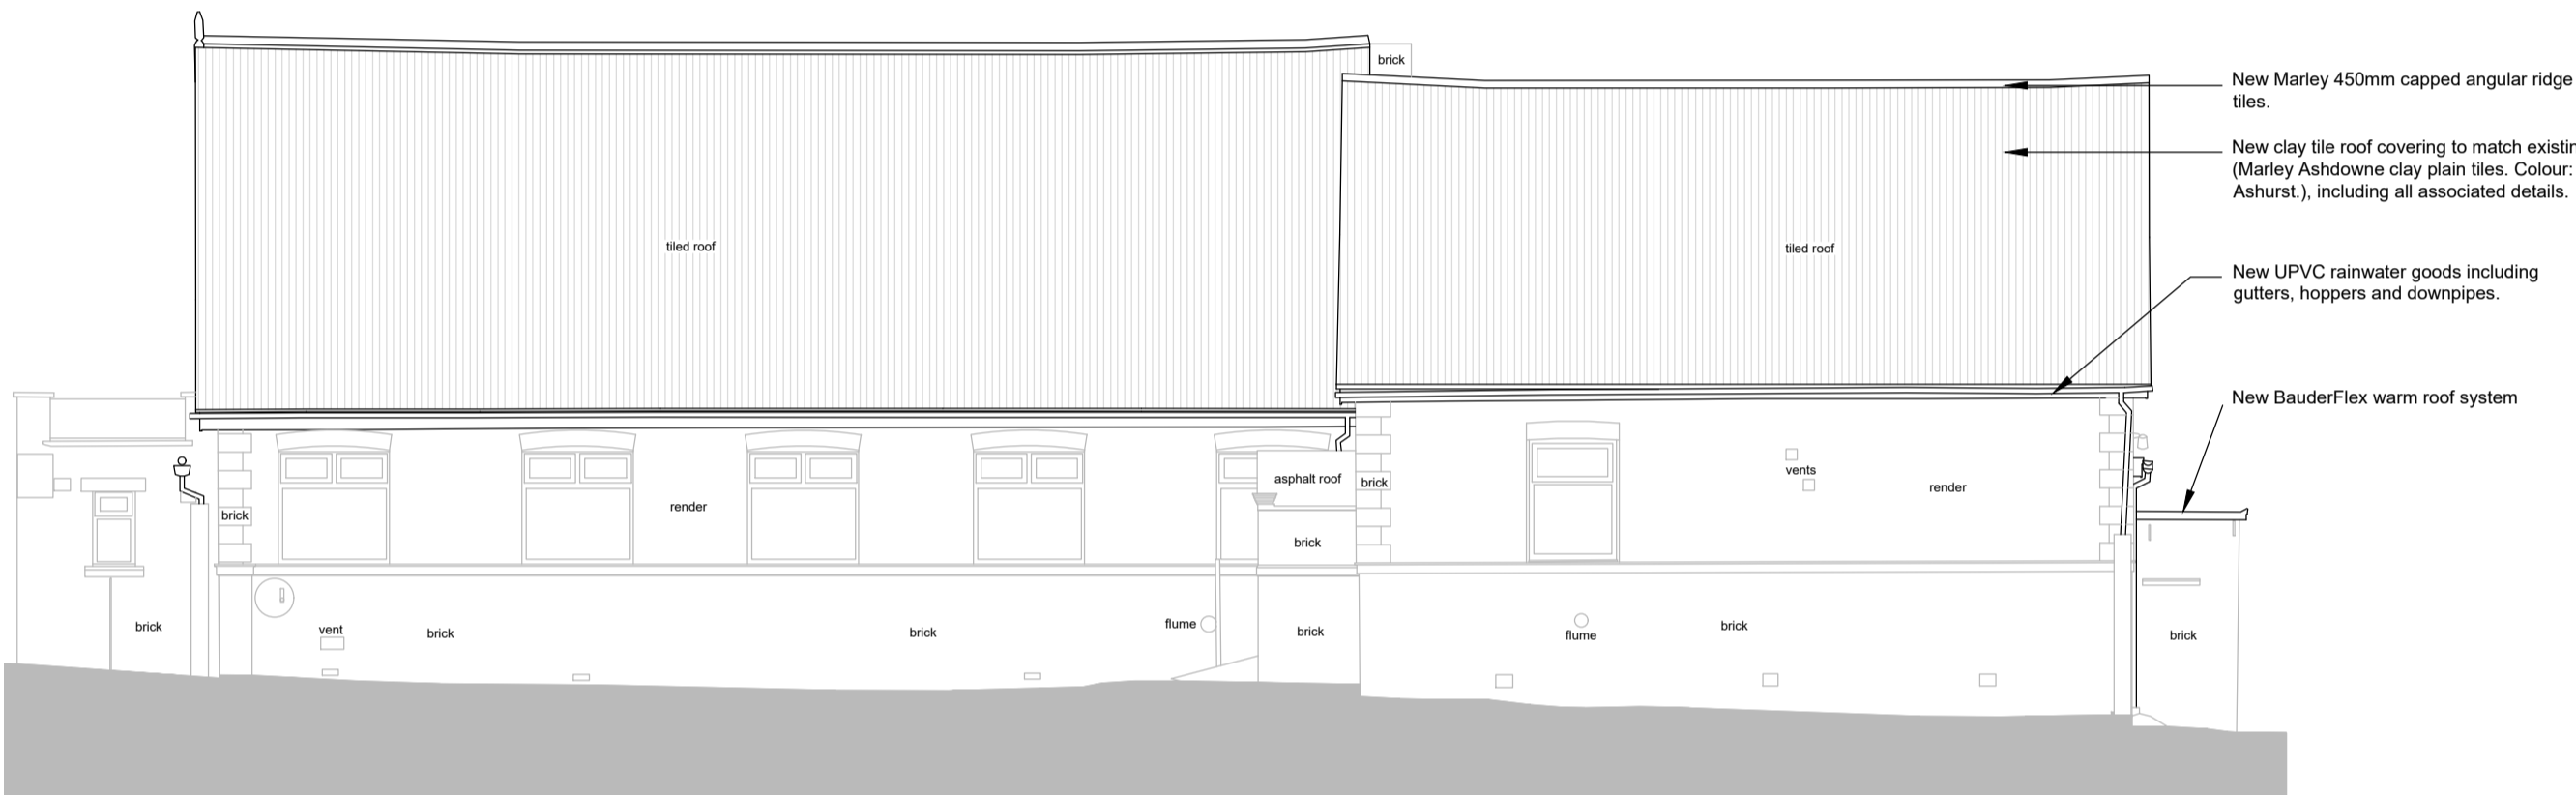 brick
New Marley 450mm capped angular ridge
tiles.
New clay tile roof covering to match existin
(Marley Ashdowne clay plain tiles. Colour:
Ashurst.), including all associated details.
tiled roof
tiled roof
New UPVC rainwater goods including
gutters, hoppers and downpipes.
New BauderFlex warm roof system
vents
asphalt roof
brick
render
render
brick
brick
brick
vent
brick
brick
flume
brick
flume
brick
brick